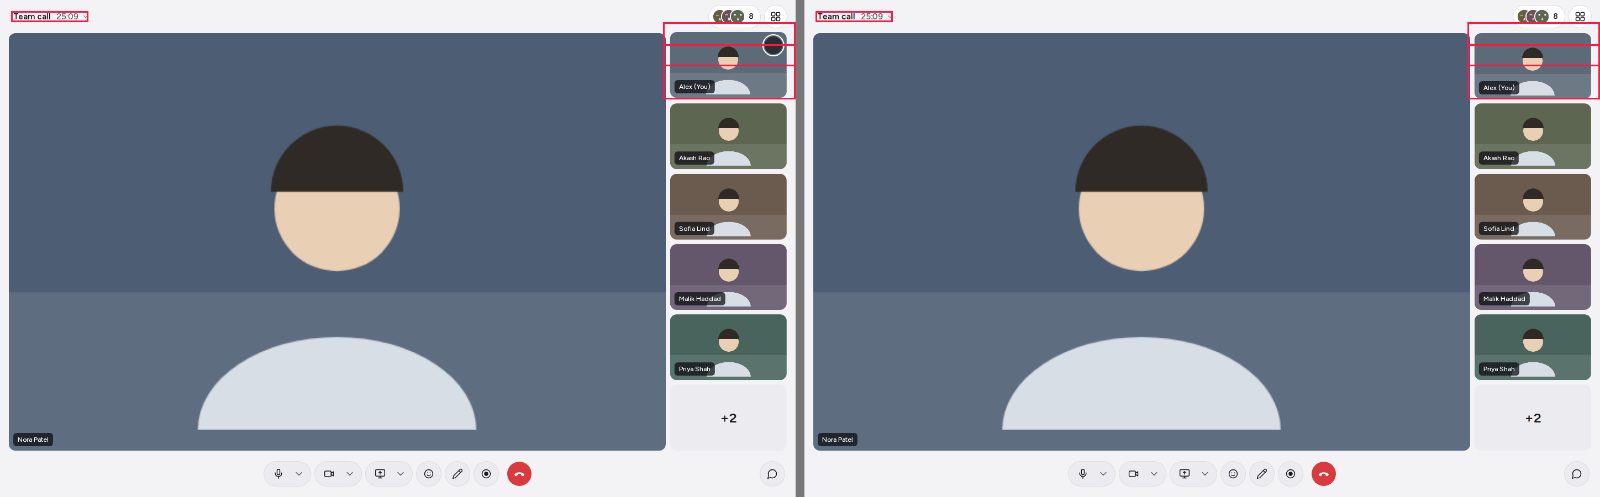 Team call 25:09
8
Alex (You)
Akash Rao
Sofia Lind
Malik Haddad
Priya Shah
+2
Nora Patel
Team call 25:09
8
Alex (You)
Akash Rao
Sofia Lind
Malik Haddad
Priya Shah
+2
Nora Patel